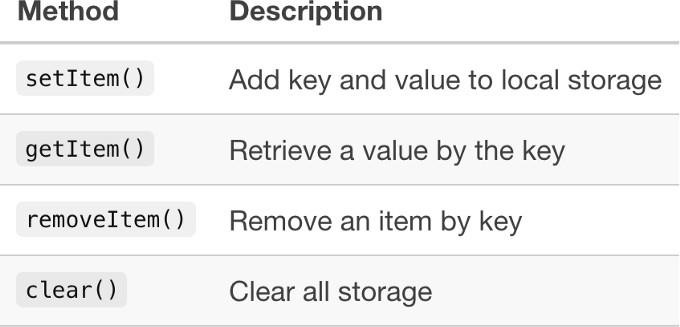 Method Description
setItem() Add key and value to local storage
getItem() Retrieve a value by the key
removeItem() Remove an item by key
clear() Clear all storage